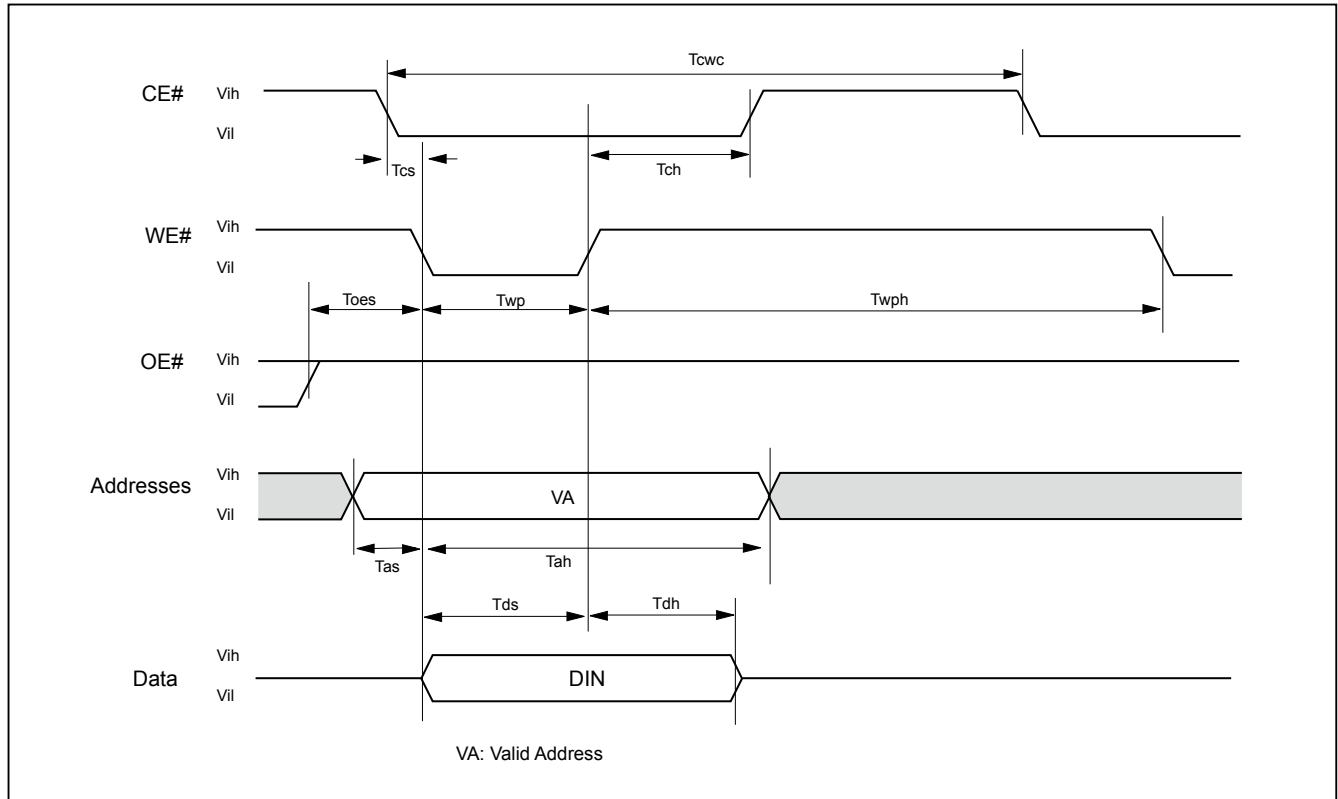 Tcwc
CE#
Vih
Vil
Tcs
Tch
WE#
Vih
Vil
Toes
Twp
Twph
OE#
Vih
Vil
Addresses
Vih
Vil
VA
Tas
Tah
Tds
Tdh
Data
Vih
Vil
DIN
VA: Valid Address